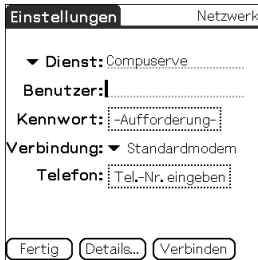 Einstellungen Netzwerk
Dienst: Compuserve
Benutzer:
Kennwort: -Aufforderung-
Verbindung: Standardmodem
Telefon: Tel.-Nr. eingeben
Fertig Details... Verbinden